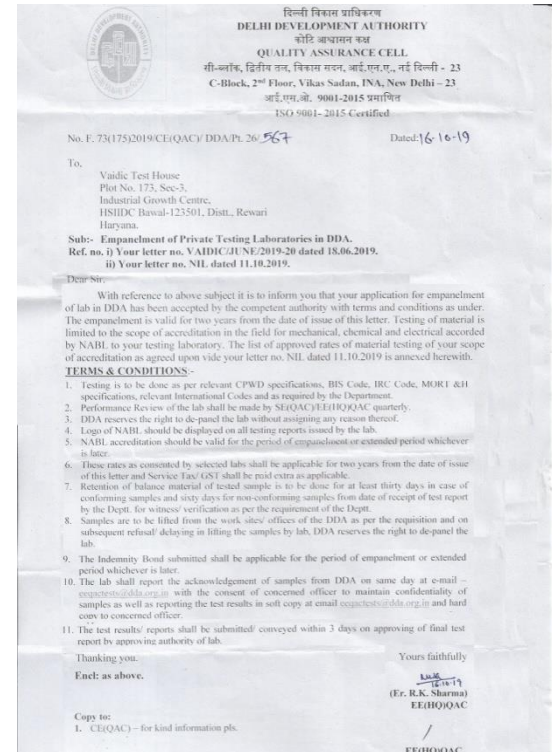 दिल्ली विकास प्राधिकरण
DELHI DEVELOPMENT AUTHORITY
कोटि आश्वासन कक्ष
QUALITY ASSURANCE CELL
सी-ब्लॉक, द्वितीय तल, विकास सदन, आई.एन.ए., नई दिल्ली - 23
C-Block, 2nd Floor, Vikas Sadan, INA, New Delhi – 23
आई.एस.ओ. 9001-2015 प्रमाणित
ISO 9001- 2015 Certified
No. F. 73(175)2019/CE(QAC)/ DDA/Pt. 26/ 567 Dated:16-10-19
To,
Vaidic Test House
Plot No. 173, Sec-3,
Industrial Growth Centre,
HSIIDC Bawal-123501, Distt., Rewari
Haryana.
Sub:- Empanelment of Private Testing Laboratories in DDA.
Ref. no. i) Your letter no. VAIDIC/JUNE/2019-20 dated 18.06.2019.
ii) Your letter no. NIL dated 11.10.2019.
Dear Sir,
With reference to above subject it is to inform you that your application for empanelment
of lab in DDA has been accepted by the competent authority with terms and conditions as under.
The empanelment is valid for two years from the date of issue of this letter. Testing of material is
limited to the scope of accreditation in the field for mechanical, chemical and electrical accorded
by NABL to your testing laboratory. The list of approved rates of material testing of your scope
of accreditation as agreed upon vide your letter no. NIL dated 11.10.2019 is annexed herewith.
TERMS & CONDITIONS:-
1. Testing is to be done as per relevant CPWD specifications, BIS Code, IRC Code, MORT &H
specifications, relevant International Codes and as required by the Department.
2. Performance Review of the lab shall be made by SE(QAC)/EE(HQ)QAC quarterly.
3. DDA reserves the right to de-panel the lab without assigning any reason thereof.
4. Logo of NABL should be displayed on all testing reports issued by the lab.
5. NABL accreditation should be valid for the period of empanelment or extended period whichever
is later.
6. These rates as consented by selected labs shall be applicable for two years from the date of issue
of this letter and Service Tax/ GST shall be paid extra as applicable.
7. Retention of balance material of tested sample is to be done for at least thirty days in case of
conforming samples and sixty days for non-conforming samples from date of receipt of test report
by the Deptt. for witness/ verification as per the requirement of the Deptt.
8. Samples are to be lifted from the work sites/ offices of the DDA as per the requisition and on
subsequent refusal/ delaying in lifting the samples by lab, DDA reserves the right to de-panel the
lab.
9. The Indemnity Bond submitted shall be applicable for the period of empanelment or extended
period whichever is later.
10. The lab shall report the acknowledgement of samples from DDA on same day at e-mail –
ceqactests@dda.org.in with the consent of concerned officer to maintain confidentiality of
samples as well as reporting the test results in soft copy at email ceqactests@dda.org.in and hard
copy to concerned officer.
11. The test results/ reports shall be submitted/ conveyed within 3 days on approving of final test
report by approving authority of lab.
Thanking you. Yours faithfully
Encl: as above.
16-10-19
(Er. R.K. Sharma)
EE(HQ)QAC
Copy to:
1. CE(QAC) – for kind information pls.
EE(HQ)QAC